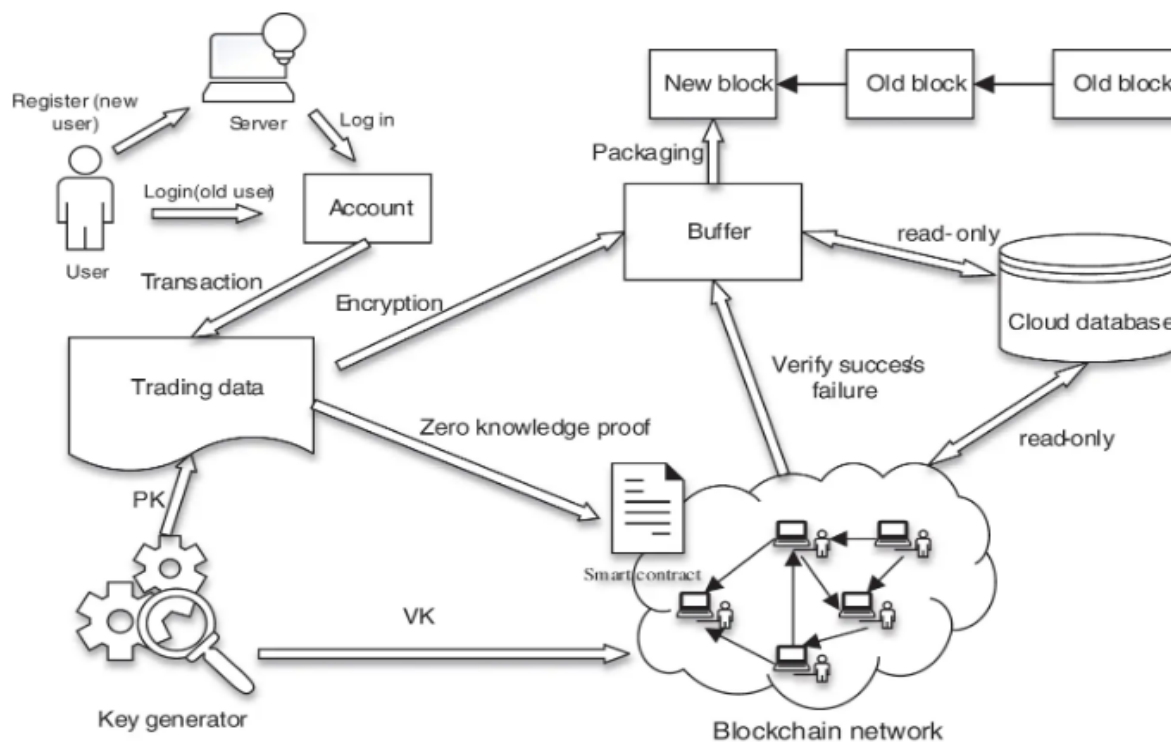 Register (new
user)
Server
Log in
Login(old user)
Account
User
Transaction
Encryption
Trading data
PK
Key generator
VK
Zero knowledge proof
Smart contract
Blockchain network
New block
Old block
Old block
Packaging
Buffer
read- only
Cloud database
Verify success
failure
read-only